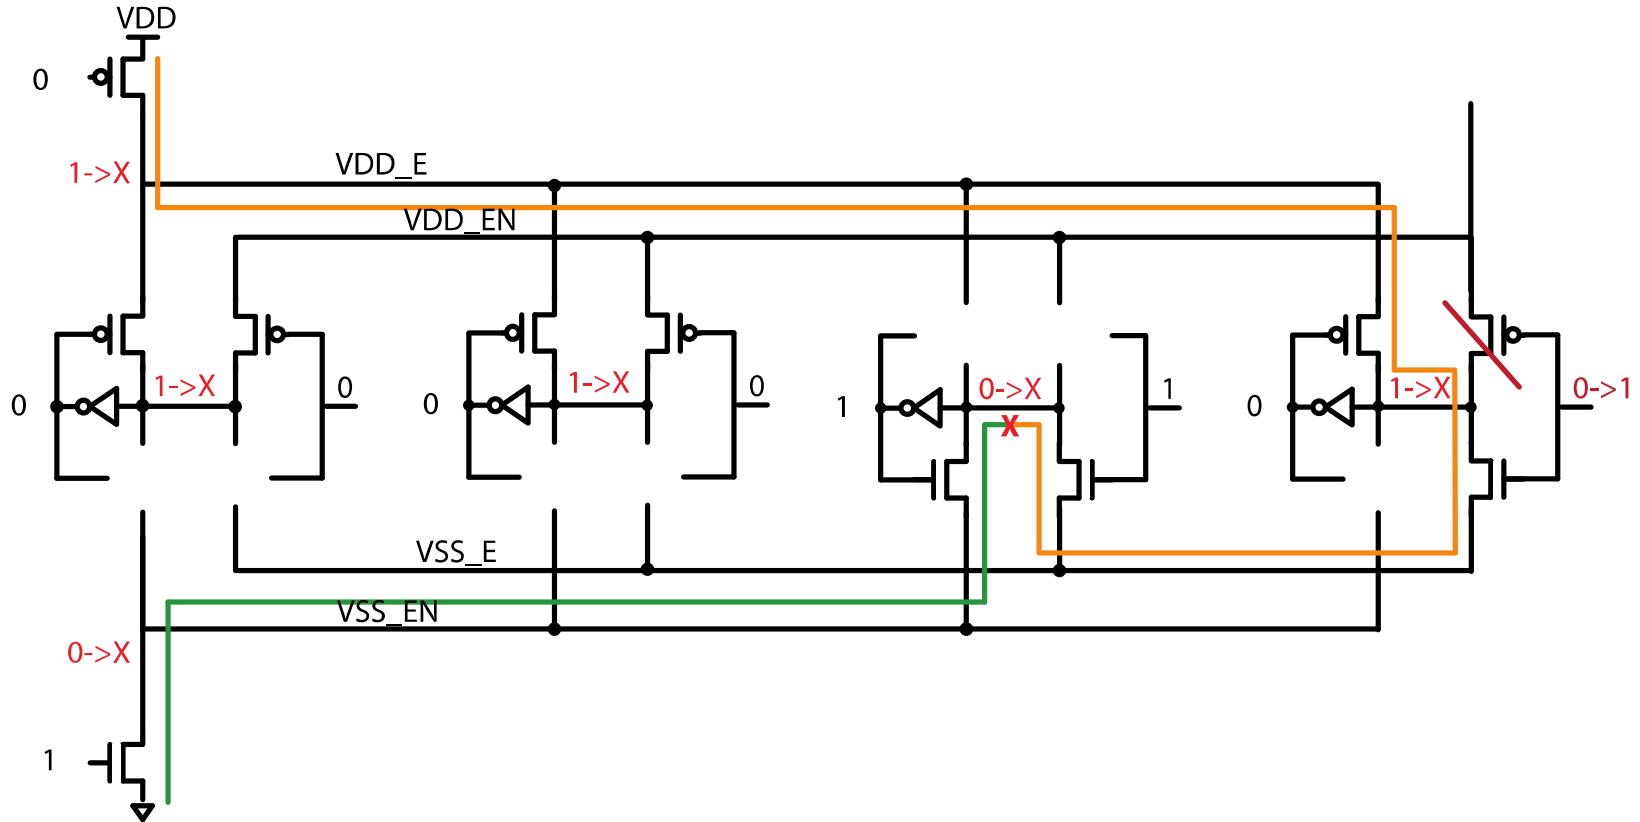 VDD
0
1->X
VDD_E
VDD_EN
0
1->X
0
0
1->X
0
1
0->X
1
0
1->X
0->1
X
VSS_E
VSS_EN
0->X
1